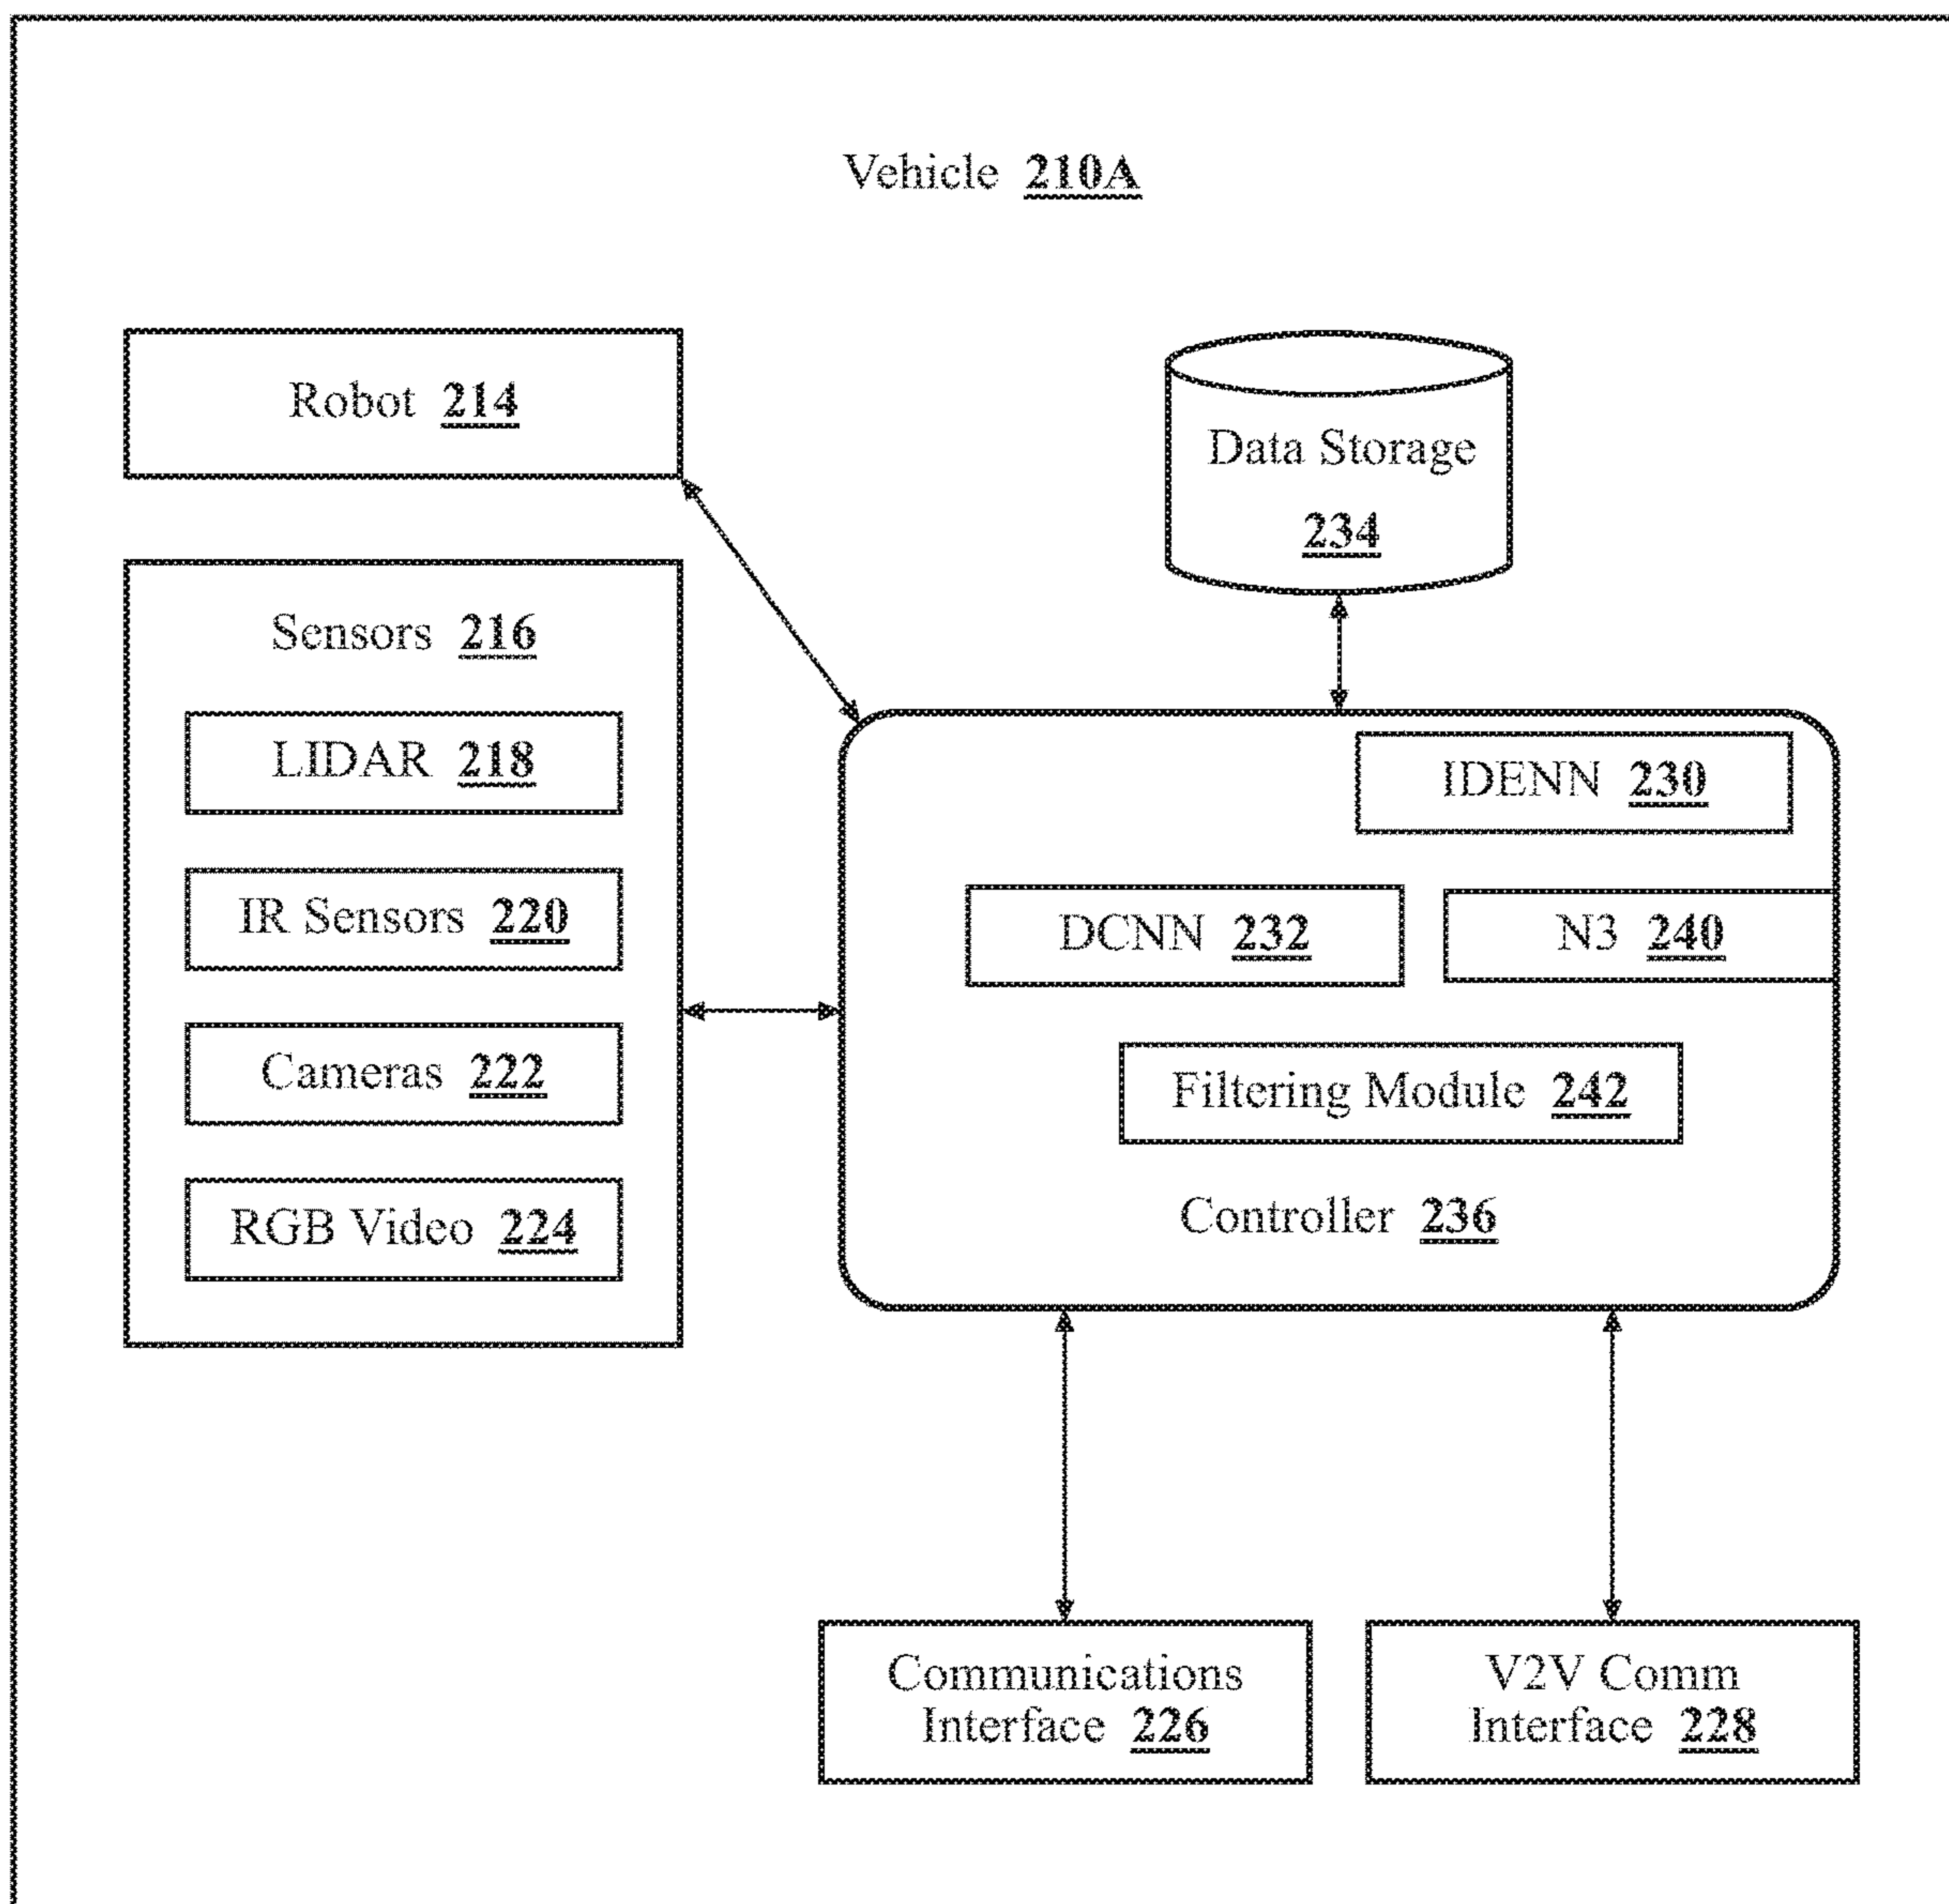 Vehicle 210A
Robot 214
Data Storage
234
Sensors 216
LIDAR 218
IR Sensors 220
Cameras 222
RGB Video 224
IDENN 230
DCNN 232
N3 240
Filtering Module 242
Controller 236
Communications
Interface 226
V2V Comm
Interface 228